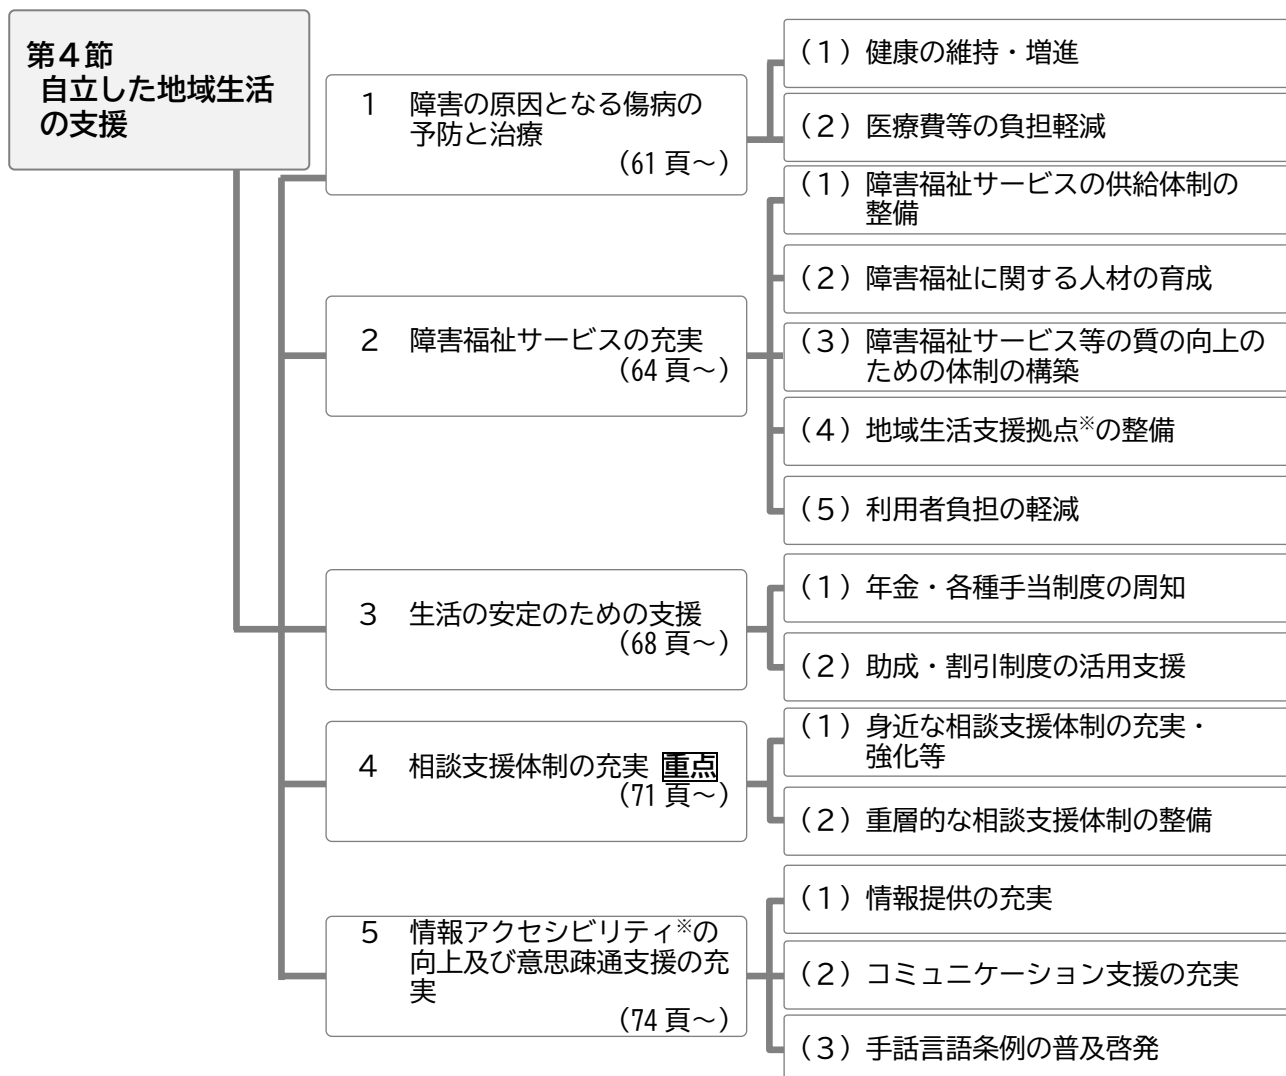 第４節
自立した地域生活
の支援
１　障害の原因となる傷病の
予防と治療
（61 頁～）
（１）健康の維持・増進
（２）医療費等の負担軽減
２　障害福祉サービスの充実
（64 頁～）
（１）障害福祉サービスの供給体制の
整備
（２）障害福祉に関する人材の育成
（３）障害福祉サービス等の質の向上の
ための体制の構築
（４）地域生活支援拠点※の整備
（５）利用者負担の軽減
３　生活の安定のための支援
（68 頁～）
（１）年金・各種手当制度の周知
（２）助成・割引制度の活用支援
４　相談支援体制の充実 重点
（71 頁～）
（１）身近な相談支援体制の充実・
強化等
（２）重層的な相談支援体制の整備
５　情報アクセシビリティ※の
向上及び意思疎通支援の充
実
（74 頁～）
（１）情報提供の充実
（２）コミュニケーション支援の充実
（３）手話言語条例の普及啓発